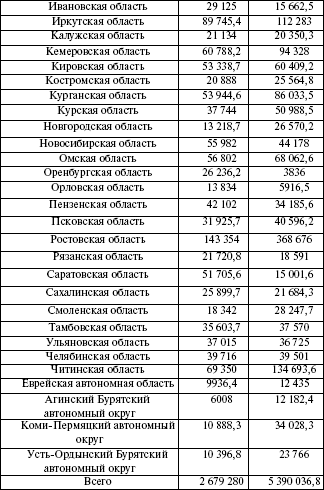 Ивановская область 29 125 15 662,5
Иркутская область 89 745,4 112 283
Калужская область 21 134 20 350,3
Кемеровская область 60 788,2 94 328
Кировская область 53 338,7 60 409,2
Костромская область 20 888 25 564,8
Курганская область 53 944,6 86 033,5
Курская область 37 744 50 988,5
Новгородская область 13 218,7 26 570,2
Новосибирская область 55 982 44 178
Омская область 56 802 68 062,6
Оренбургская область 26 236,2 3836
Орловская область 13 834 5916,5
Пензенская область 42 102 34 185,6
Псковская область 31 925,7 40 596,2
Ростовская область 143 354 368 676
Рязанская область 21 720,8 18 591
Саратовская область 51 705,6 15 001,6
Сахалинская область 25 899,7 21 684,3
Смоленская область 18 342 28 247,7
Тамбовская область 35 603,7 37 570
Ульяновская область 37 015 36 725
Челябинская область 39 716 39 501
Читинская область 69 350 134 693,6
Еврейская автономная область 9936,4 12 435
Агинский Бурятский 6008 12 182,4
автономный округ
Коми-Пермяцкий автономный 10 888,3 34 028,3
округ
Усть-Ордынский Бурятский 10 396,8 23 766
автономный округ
Всего 2 679 280 5 390 036,8